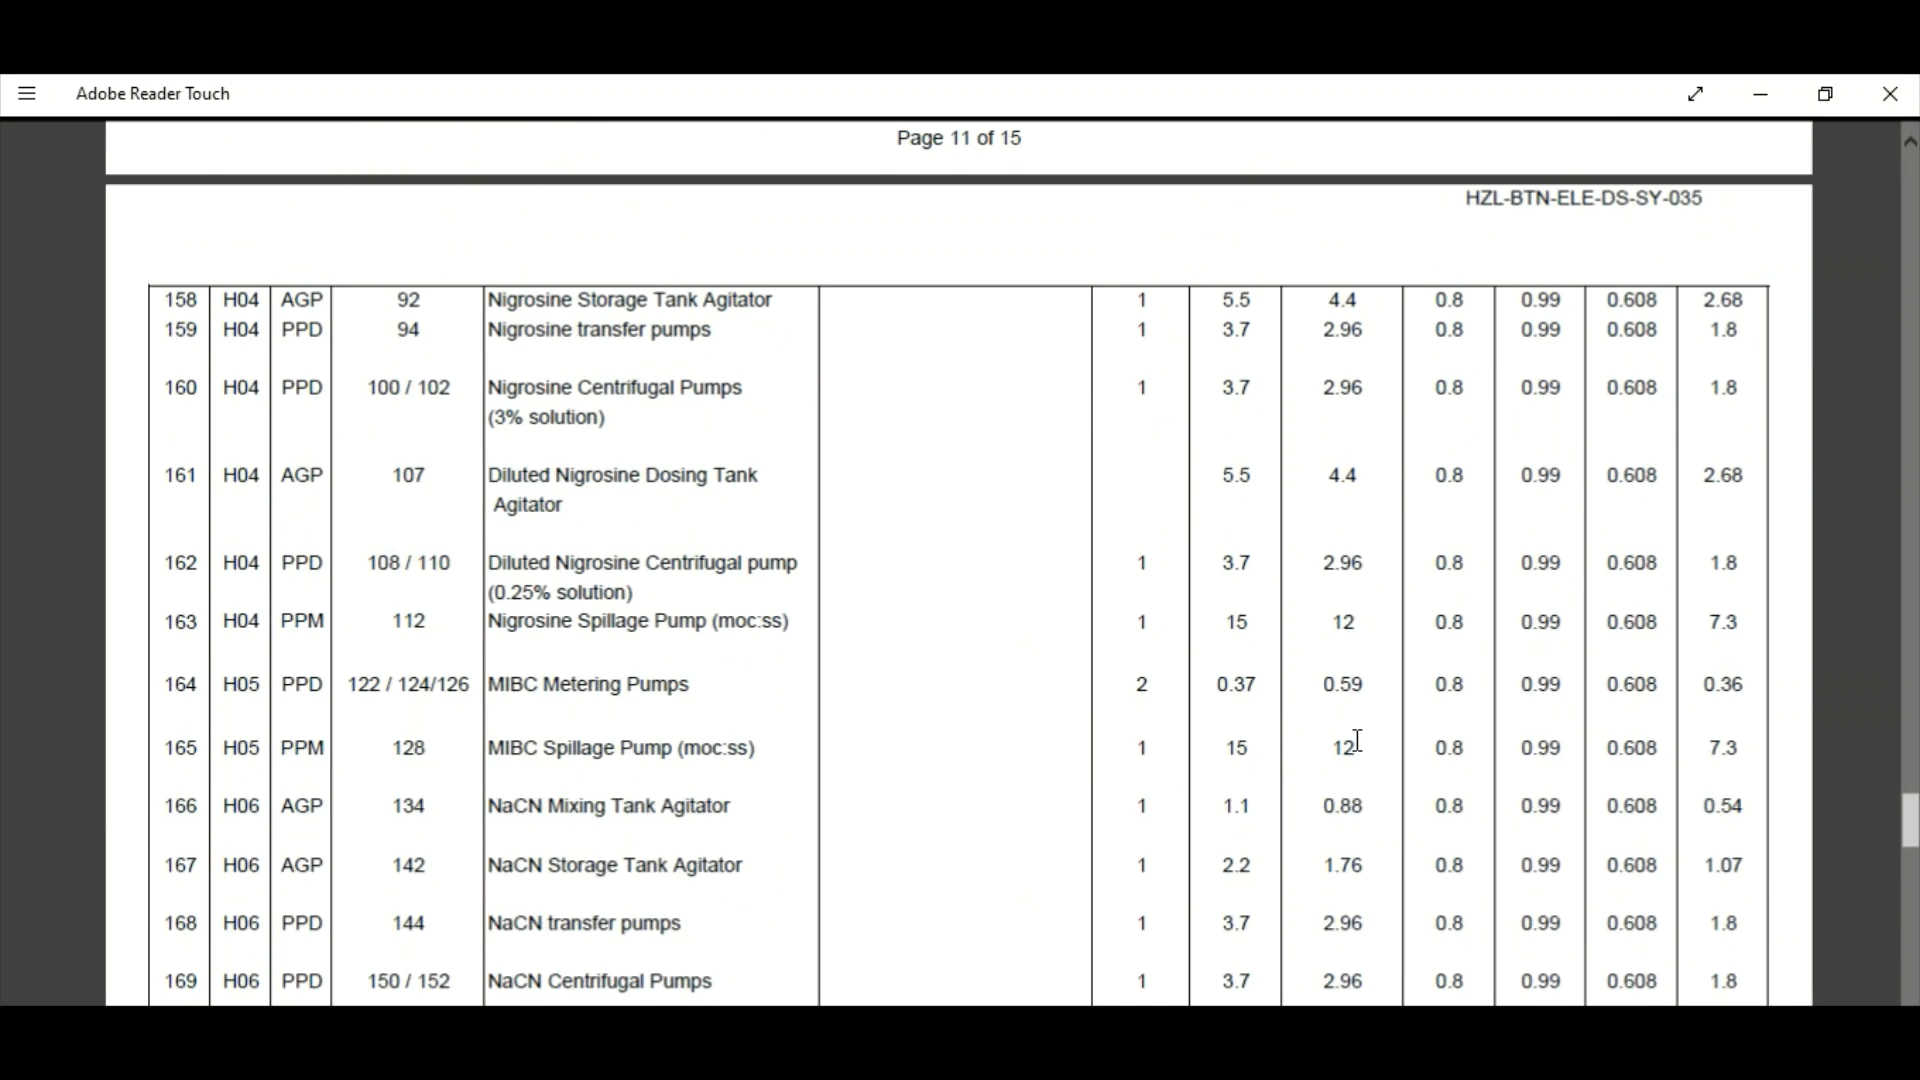 Adobe Reader Touch
Page 11 of 15
HZL-BTN-ELE-DS-SY-035
158 H04 AGP 92 Nigrosine Storage Tank Agitator 1 5.5 4.4 0.8 0.99 0.608 2.68
159 H04 PPD 94 Nigrosine transfer pumps 1 3.7 2.96 0.8 0.99 0.608 1.8
160 H04 PPD 100 / 102 Nigrosine Centrifugal Pumps 1 3.7 2.96 0.8 0.99 0.608 1.8
(3% solution)
161 H04 AGP 107 Diluted Nigrosine Dosing Tank 5.5 4.4 0.8 0.99 0.608 2.68
Agitator
162 H04 PPD 108 / 110 Diluted Nigrosine Centrifugal pump 1 3.7 2.96 0.8 0.99 0.608 1.8
(0.25% solution)
163 H04 PPM 112 Nigrosine Spillage Pump (moc:ss) 1 15 12 0.8 0.99 0.608 7.3
164 H05 PPD 122 / 124/126 MIBC Metering Pumps 2 0.37 0.59 0.8 0.99 0.608 0.36
165 H05 PPM 128 MIBC Spillage Pump (moc:ss) 1 15 12 0.8 0.99 0.608 7.3
166 H06 AGP 134 NaCN Mixing Tank Agitator 1 1.1 0.88 0.8 0.99 0.608 0.54
167 H06 AGP 142 NaCN Storage Tank Agitator 1 2.2 1.76 0.8 0.99 0.608 1.07
168 H06 PPD 144 NaCN transfer pumps 1 3.7 2.96 0.8 0.99 0.608 1.8
169 H06 PPD 150 / 152 NaCN Centrifugal Pumps 1 3.7 2.96 0.8 0.99 0.608 1.8